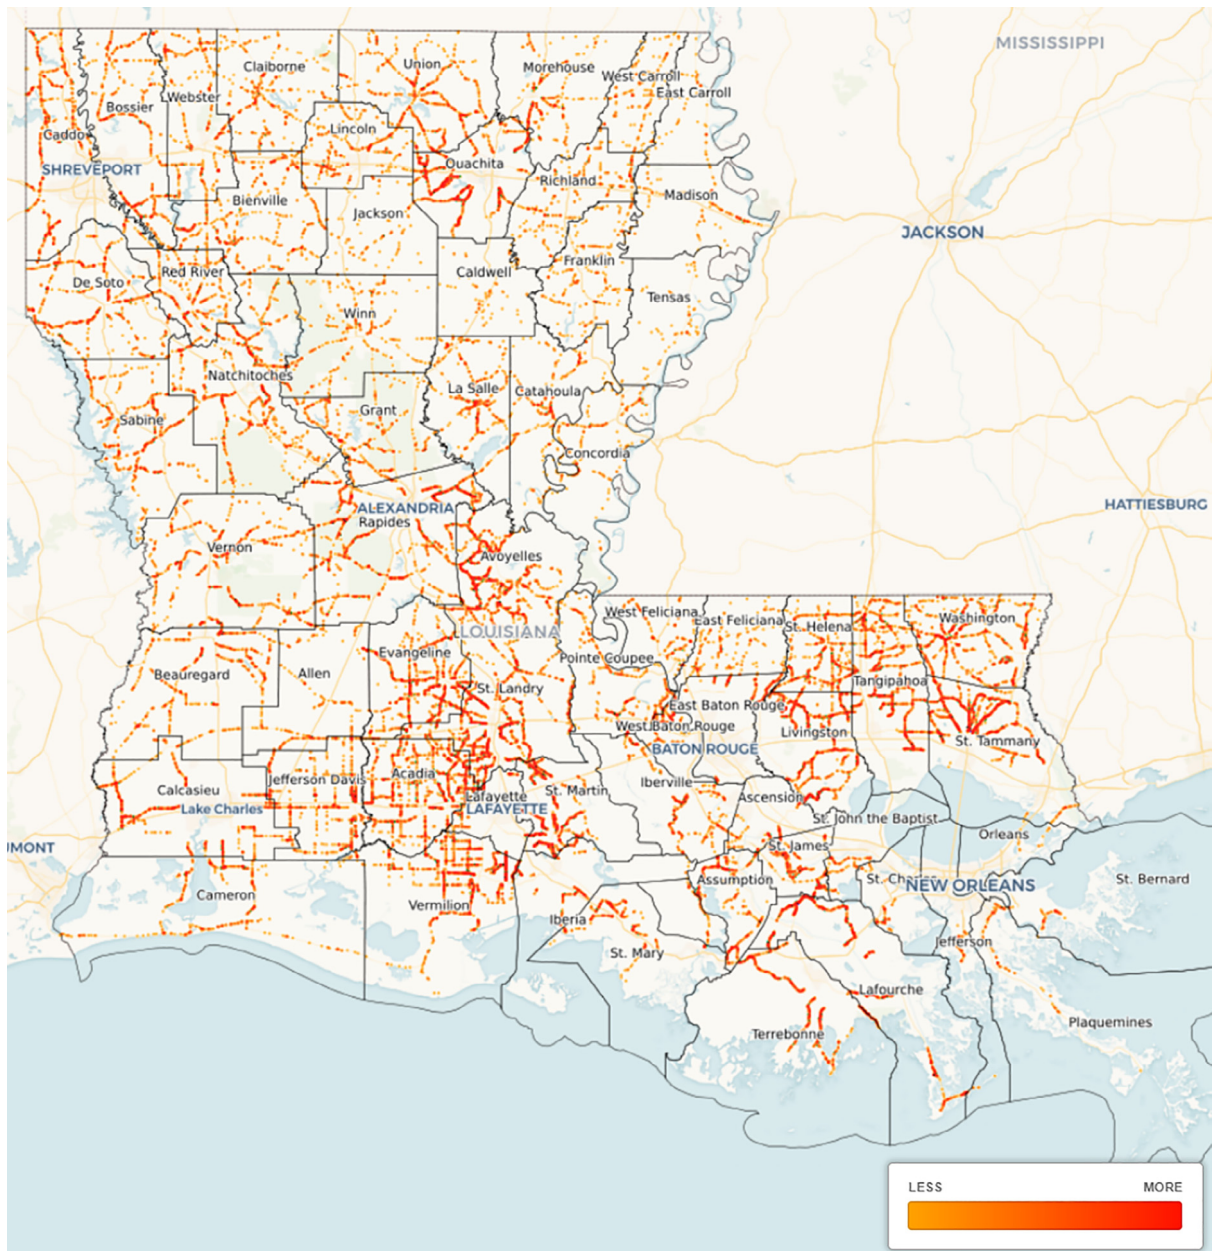 MISSISSIPPI
Claiborne
Union
Morehouse
West Carroll
East Carroll
Bossier
Webster
Caddo
Lincoln
SHREVEPORT
Ouachita
Richland
Madison
Bienville
Jackson
JACKSON
De Soto
Red River
Caldwell
Franklin
Tensas
Winn
Natchitoches
La Salle
Catahoula
Sabine
Grant
Concordia
ALEXANDRIA
Rapides
HATTIESBURG
Vernon
Avoyelles
West Feliciana
East Feliciana
St. Helena
Washington
LOUISIANA
Evangeline
Pointe Coupee
Beauregard
Allen
St. Landry
Tangipahoa
East Baton Rouge
West Baton Rouge
Livingston
St. Tammany
BATON ROUGE
Jefferson Davis
Acadia
Calcasieu
Lafayette
St. Martin
Iberville
Ascension
Lake Charles
LAFAYETTE
St. John the Baptist
UMONT
Orleans
St. James
Assumption
St. Charles
NEW ORLEANS
St. Bernard
Cameron
Vermilion
Iberia
Jefferson
St. Mary
Lafourche
Terrebonne
Plaquemines
LESS
MORE